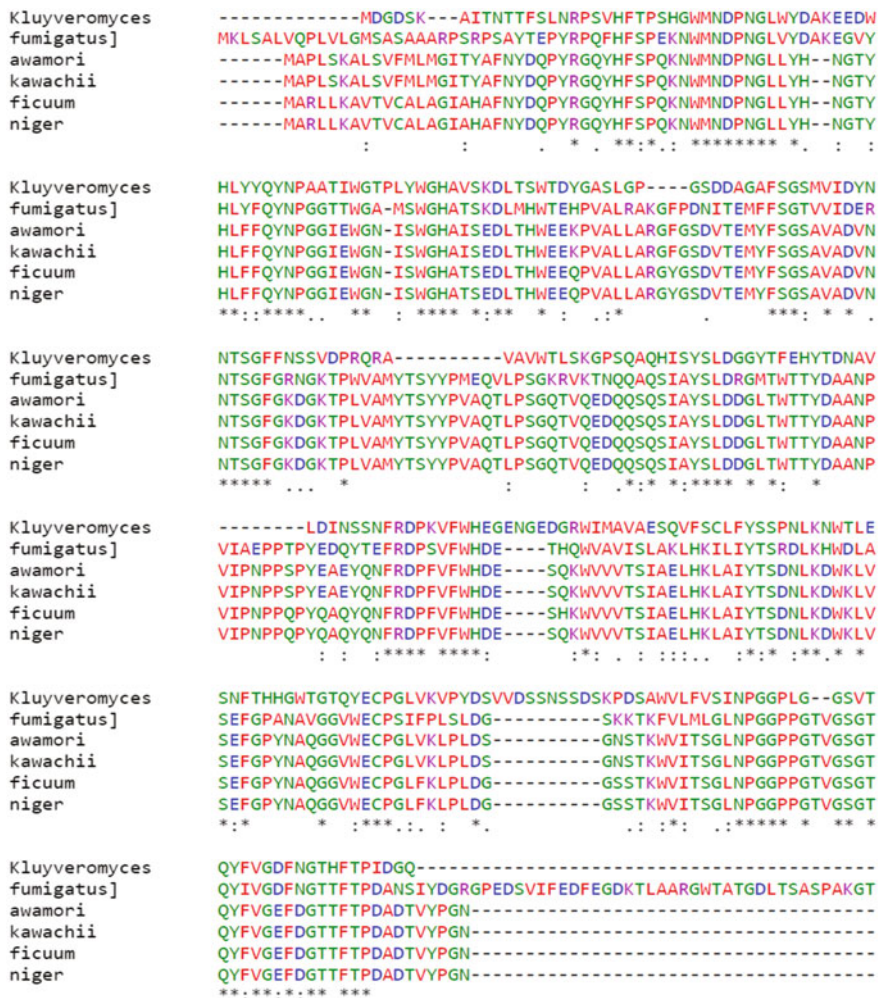 Kluyveromyces -------------MDGDSK---AITNTTFSLNRPSVHFTPSHGWMNDPNGLWYDAKEEDW
fumigatus] MKLSALVQPLVLGMSASAAARPSRPSAYTEPYRPQFHFSPEKNWMNDPNGLVYDAKEGVY
awamori ------MAPLSKALSVFMLMGITYAFNYDQPYRGQYHFSPQKNWMNDPNGLLYH--NGTY
kawachii ------MAPLSKALSVFMLMGITYAFNYDQPYRGQYHFSPQKNWMNDPNGLLYH--NGTY
ficuum ------MARLLKAVTVCALAGIAHAFNYDQPYRGQYHFSPQKNWMNDPNGLLYH--NGTY
niger ------MARLLKAVTVCALAGIAHAFNYDQPYRGQYHFSPQKNWMNDPNGLLYH--NGTY
: : . * . **:*.: ******** *. : :
Kluyveromyces HLYYQYNPAATIWGTPLYWGHAVSKDLTSWTDYGASLGP----GSDDAGAFSGSMVIDYN
fumigatus] HLYFQYNPGGTTWGA-MSWGHATSKDLMHWTEHPVALRAKGFPDNITEMFFSGTVVIDER
awamori HLFFQYNPGGIEWGN-ISWGHAISEDLTHWEEKPVALLARGFGSDVTEMYFSGSAVADVN
kawachii HLFFQYNPGGIEWGN-ISWGHAISEDLTHWEEKPVALLARGFGSDVTEMYFSGSAVADVN
ficuum HLFFQYNPGGIEWGN-ISWGHATSEDLTHWEEQPVALLARGYGSDVTEMYFSGSAVADVN
niger HLFFQYNPGGIEWGN-ISWGHATSEDLTHWEEQPVALLARGYGSDVTEMYFSGSAVADVN
**::****.. ** : **** *:** * : .:* . ***: * * .
Kluyveromyces NTSGFFNSSVDPRQRA----------VAVWTLSKGPSQAQHISYSLDGGYTFEHYTDNAV
fumigatus] NTSGFGRNGKTPWVAMYTSYYPMEQVLPSGKRVKTNQQAQSIAYSLDRGMTWTTYDAANP
awamori NTSGFGKDGKTPLVAMYTSYYPVAQTLPSGQTVQEDQQSQSIAYSLDDGLTWTTYDAANP
kawachii NTSGFGKDGKTPLVAMYTSYYPVAQTLPSGQTVQEDQQSQSIAYSLDDGLTWTTYDAANP
ficuum NTSGFGKDGKTPLVAMYTSYYPVAQTLPSGQTVQEDQQSQSIAYSLDDGLTWTTYDAANP
niger NTSGFGKDGKTPLVAMYTSYYPVAQTLPSGQTVQEDQQSQSIAYSLDDGLTWTTYDAANP
***** ... * : : .*:* *:**** * *: *
Kluyveromyces --------LDINSSNFRDPKVFWHEGENGEDGRWIMAVAESQVFSCLFYSSPNLKNWTLE
fumigatus] VIAEPPTPYEDQYTEFRDPSVFWHDE----THQWVAVISLAKLHKILIYTSRDLKHWDLA
awamori VIPNPPSPYEAEYQNFRDPFVFWHDE----SQKWVVVTSIAELHKLAIYTSDNLKDWKLV
kawachii VIPNPPSPYEAEYQNFRDPFVFWHDE----SQKWVVVTSIAELHKLAIYTSDNLKDWKLV
ficuum VIPNPPQPYQAQYQNFRDPFVFWHDE----SHKWVVVTSIAELHKLAIYTSDNLKDWKLV
niger VIPNPPQPYQAQYQNFRDPFVFWHDE----SQKWVVVTSIAELHKLAIYTSDNLKDWKLV
: : :**** ****: :*: . : :::.. :*:* :**.* *
Kluyveromyces SNFTHHGWTGTQYECPGLVKVPYDSVVDSSNSSDSKPDSAWVLFVSINPGGPLG--GSVT
fumigatus] SEFGPANAVGGVWECPSIFPLSLDG----------SKKTKFVLMLGLNPGGPPGTVGSGT
awamori SEFGPYNAQGGVWECPGLVKLPLDS----------GNSTKWVITSGLNPGGPPGTVGSGT
kawachii SEFGPYNAQGGVWECPGLVKLPLDS----------GNSTKWVITSGLNPGGPPGTVGSGT
ficuum SEFGPYNAQGGVWECPGLFKLPLDG----------GSSTKWVITSGLNPGGPPGTVGSGT
niger SEFGPYNAQGGVWECPGLFKLPLDG----------GSSTKWVITSGLNPGGPPGTVGSGT
*:* * :***.:. : *. .: :*: .:***** * ** *
Kluyveromyces QYFVGDFNGTHFTPIDGQ------------------------------------------
fumigatus] QYIVGEFDGTTFTPDANSIYDGRGPEDSVIFEDFEGDKTLAARGWTATGDLTSASPAKGT
awamori QYFVGEFDGTTFTPDADTVYPGN-------------------------------------
kawachii QYFVGEFDGTTFTPDADTVYPGN-------------------------------------
ficuum QYFVGEFDGTTFTPDADTVYPGN-------------------------------------
niger QYFVGEFDGTTFTPDADTVYPGN-------------------------------------
**:**:*:** ***